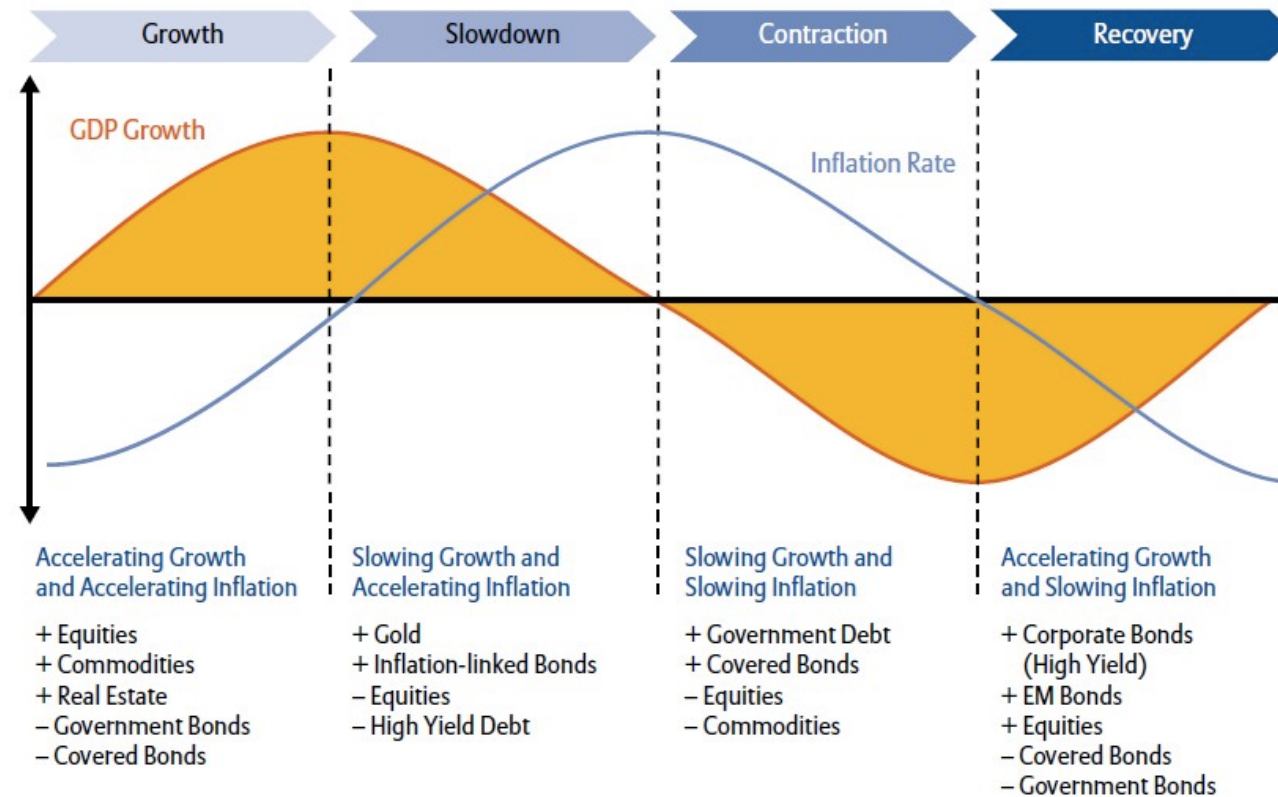 Growth
Slowdown
Contraction
Recovery
GDP Growth
Inflation Rate
Accelerating Growth
and Accelerating Inflation
+ Equities
+ Commodities
+ Real Estate
– Government Bonds
– Covered Bonds
Slowing Growth and
Accelerating Inflation
+ Gold
+ Inflation-linked Bonds
– Equities
– High Yield Debt
Slowing Growth and
Slowing Inflation
+ Government Debt
+ Covered Bonds
– Equities
– Commodities
Accelerating Growth
and Slowing Inflation
+ Corporate Bonds
(High Yield)
+ EM Bonds
+ Equities
– Covered Bonds
– Government Bonds